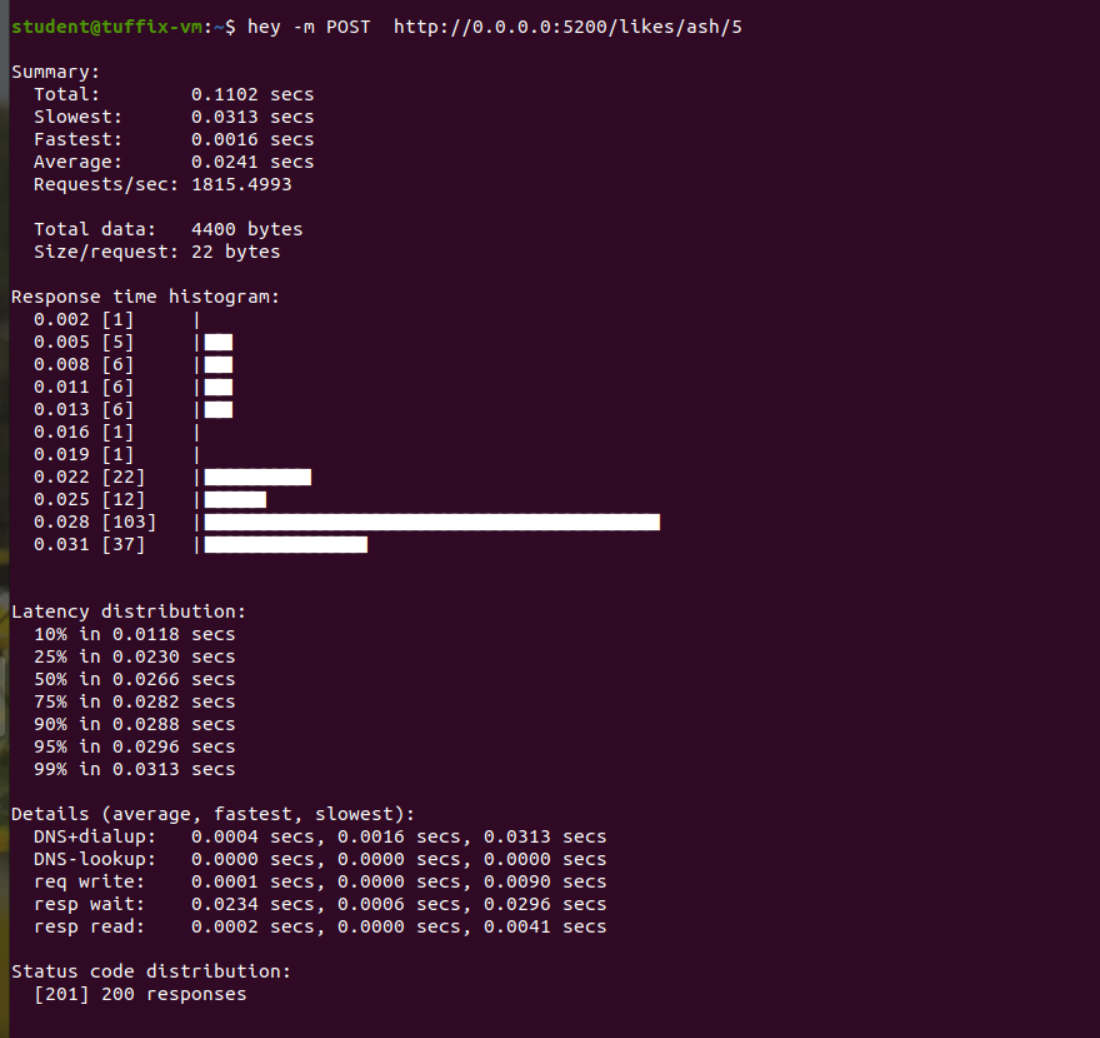 student@tuffix-vm:~$ hey -m POST  http://0.0.0.0:5200/likes/ash/5
Summary:
  Total:        0.1102 secs
  Slowest:      0.0313 secs
  Fastest:      0.0016 secs
  Average:      0.0241 secs
  Requests/sec: 1815.4993
  Total data:   4400 bytes
  Size/request: 22 bytes
Response time histogram:
  0.002 [1]     |
  0.005 [5]     |■■
  0.008 [6]     |■■
  0.011 [6]     |■■
  0.013 [6]     |■■
  0.016 [1]     |
  0.019 [1]     |
  0.022 [22]    |■■■■■■■■■
  0.025 [12]    |■■■■■
  0.028 [103]   |■■■■■■■■■■■■■■■■■■■■■■■■■■■■■■■■■■■■■■■■
  0.031 [37]    |■■■■■■■■■■■■■■
Latency distribution:
  10% in 0.0118 secs
  25% in 0.0230 secs
  50% in 0.0266 secs
  75% in 0.0282 secs
  90% in 0.0288 secs
  95% in 0.0296 secs
  99% in 0.0313 secs
Details (average, fastest, slowest):
  DNS+dialup:   0.0004 secs, 0.0016 secs, 0.0313 secs
  DNS-lookup:   0.0000 secs, 0.0000 secs, 0.0000 secs
  req write:    0.0001 secs, 0.0000 secs, 0.0090 secs
  resp wait:    0.0234 secs, 0.0006 secs, 0.0296 secs
  resp read:    0.0002 secs, 0.0000 secs, 0.0041 secs
Status code distribution:
  [201] 200 responses